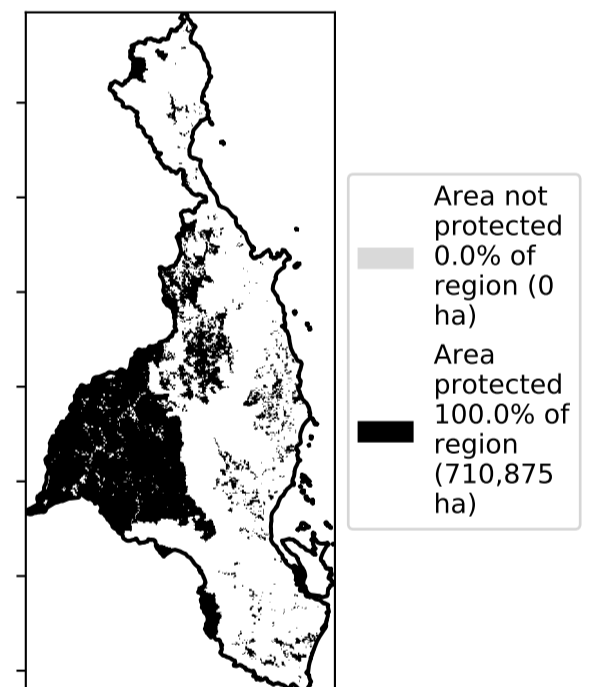 Area not
protected
0.0% of
region (0
ha)
Area
protected
100.0% of
region
(710,875
ha)